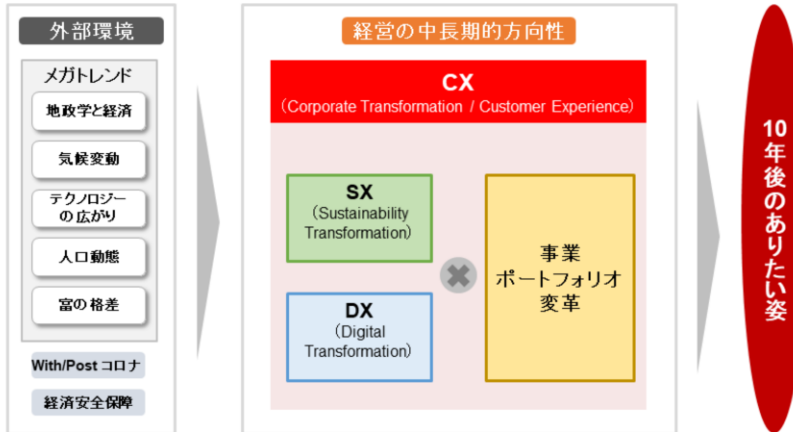 外部環境
メガトレンド
地政学と経済
気候変動
テクノロジー
の広がり
人口動態
富の格差
With/Post コロナ
経済安全保障
経営の中長期的方向性
CX
（Corporate Transformation / Customer Experience）
SX
（Sustainability
Transformation）
DX
（Digital
Transformation）
事業
ポートフォリオ
変革
10年後のありたい姿